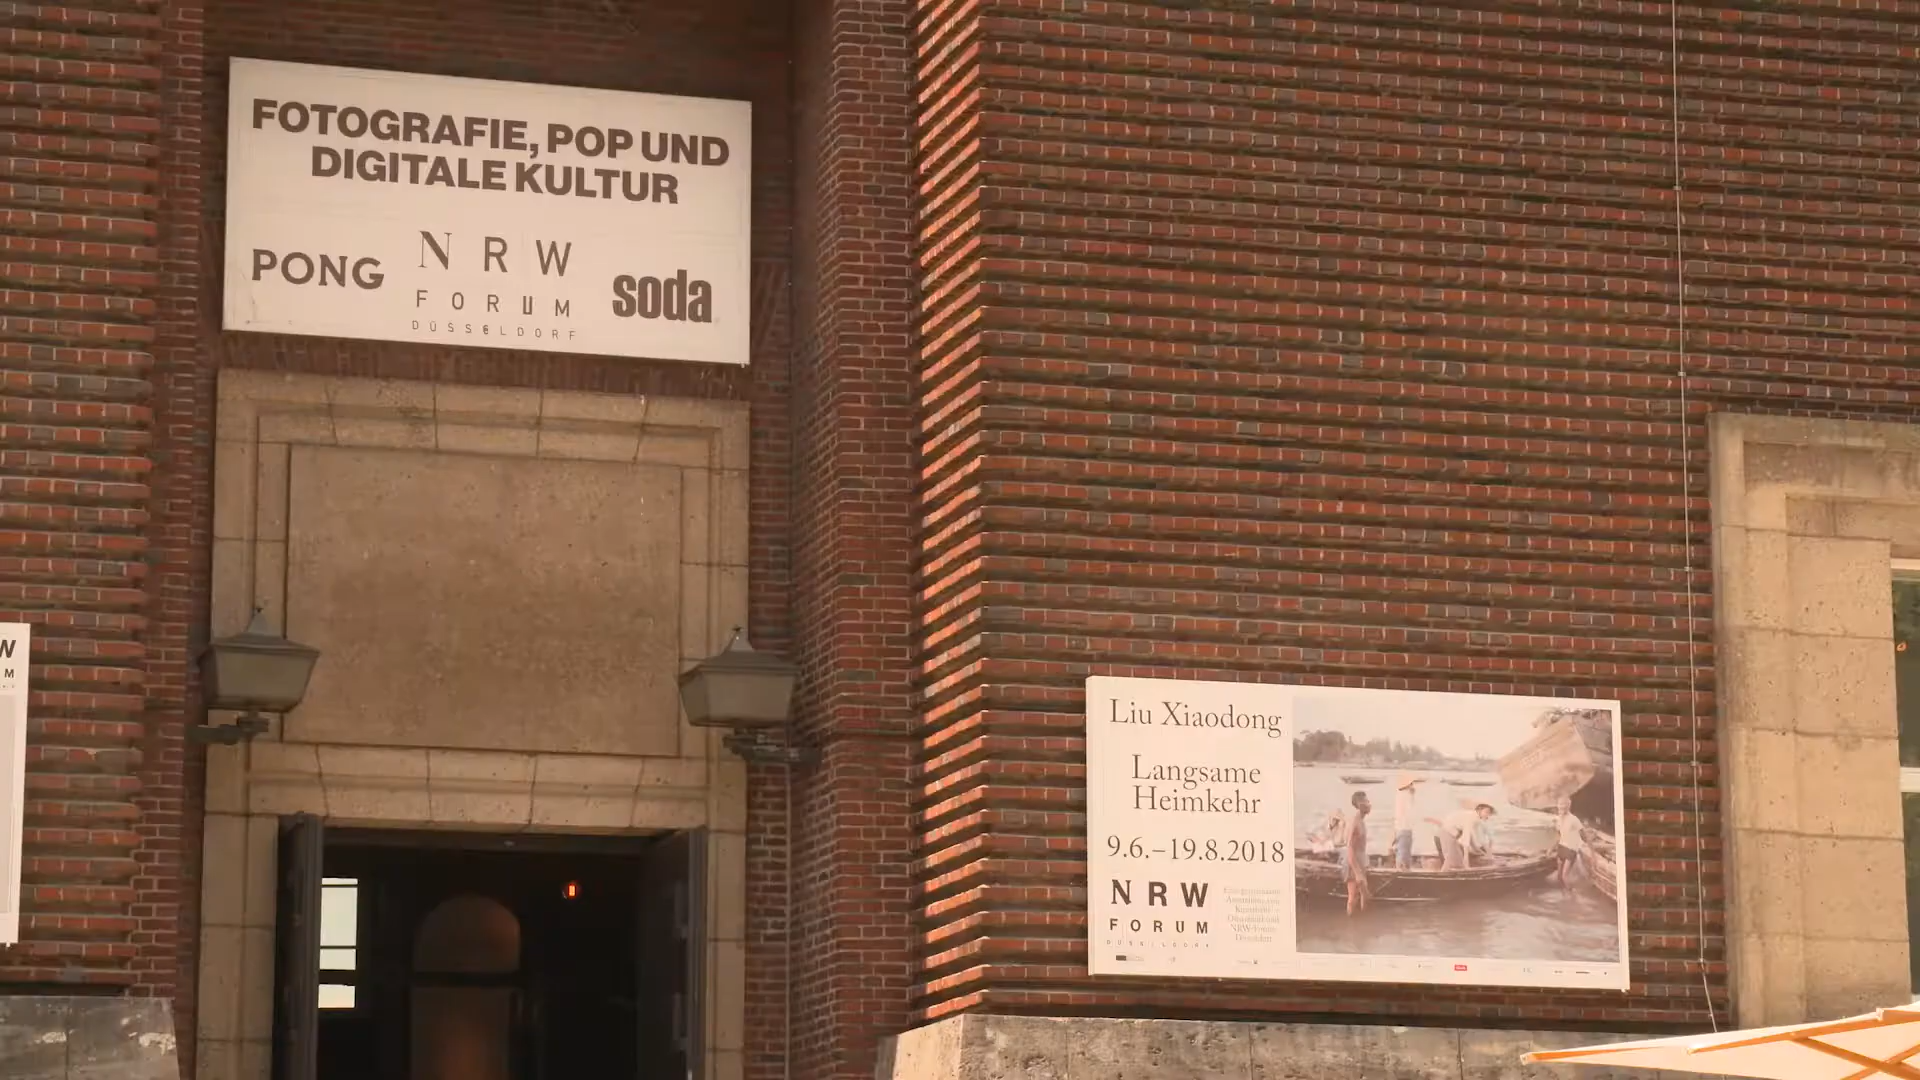 FOTOGRAFIE, POP UND
DIGITALE KULTUR
PONG
NRW
FORUM
DÜSSELDORF
soda
W
M
Liu Xiaodong
Langsame
Heimkehr
9.6.–19.8.2018
NRW
FORUM
DÜSSELDORF